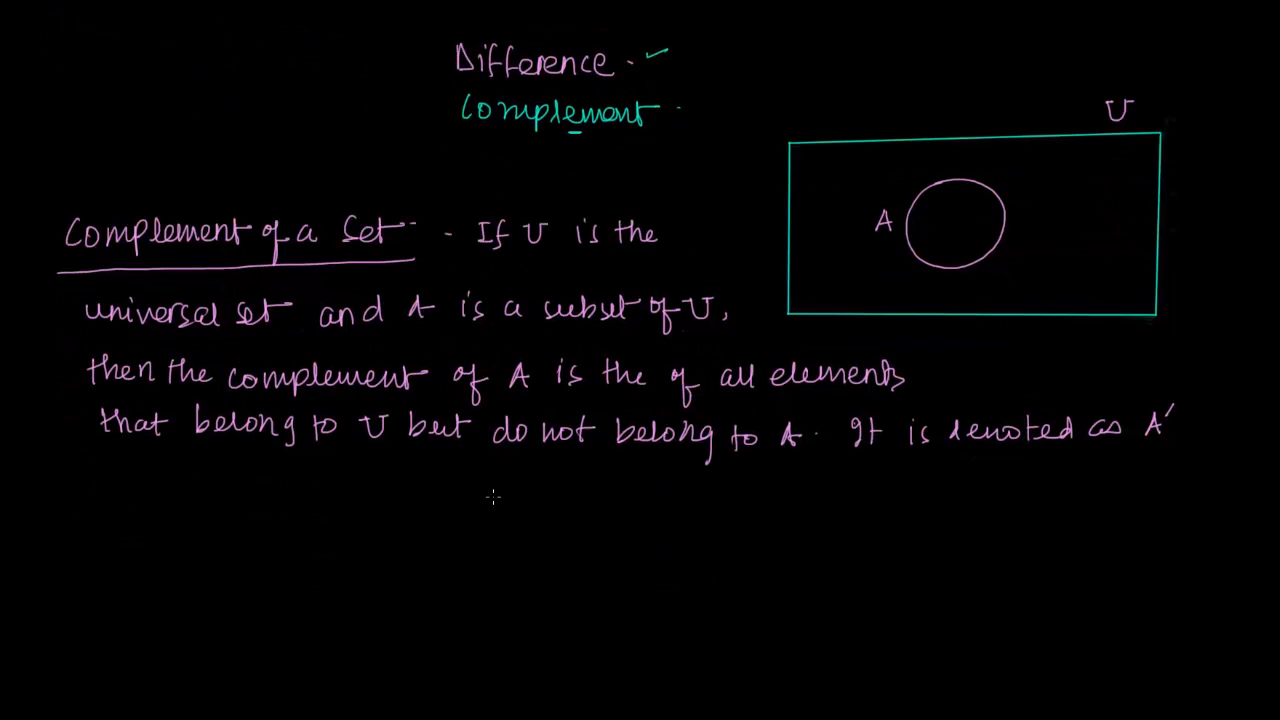 Difference.
Complement.
U
A
Complement of a Set - If U is the
universal set and A is a subset of U,
then the complement of A is the of all elements
that belong to U but do not belong to A. It is denoted as A'